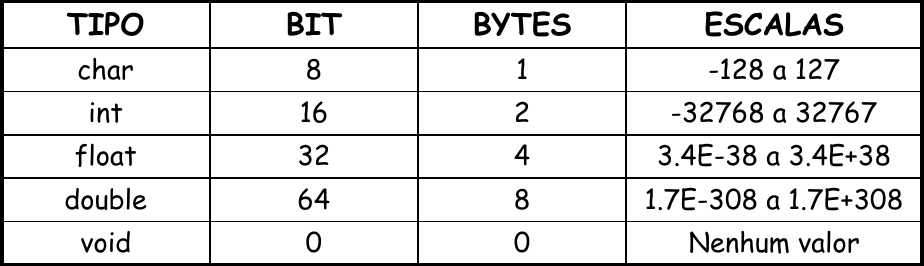 TIPO BIT BYTES ESCALAS
char 8 1 -128 a 127
int 16 2 -32768 a 32767
float 32 4 3.4E-38 a 3.4E+38
double 64 8 1.7E-308 a 1.7E+308
void 0 0 Nenhum valor